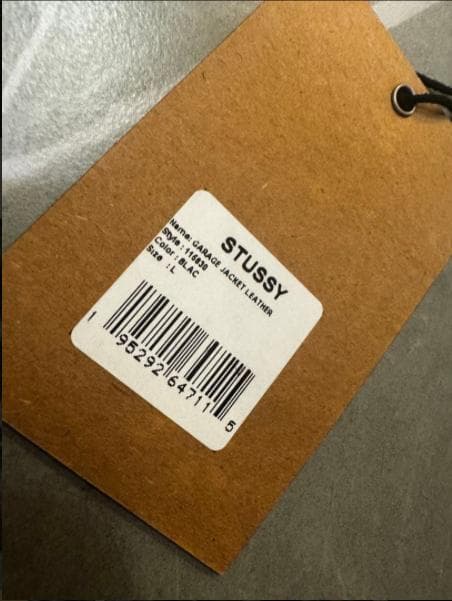 STUSSY
Name: GARAGE JACKET LEATHER
Style : 115830
Color : BLAC
Size : L
1 95292 64711 5